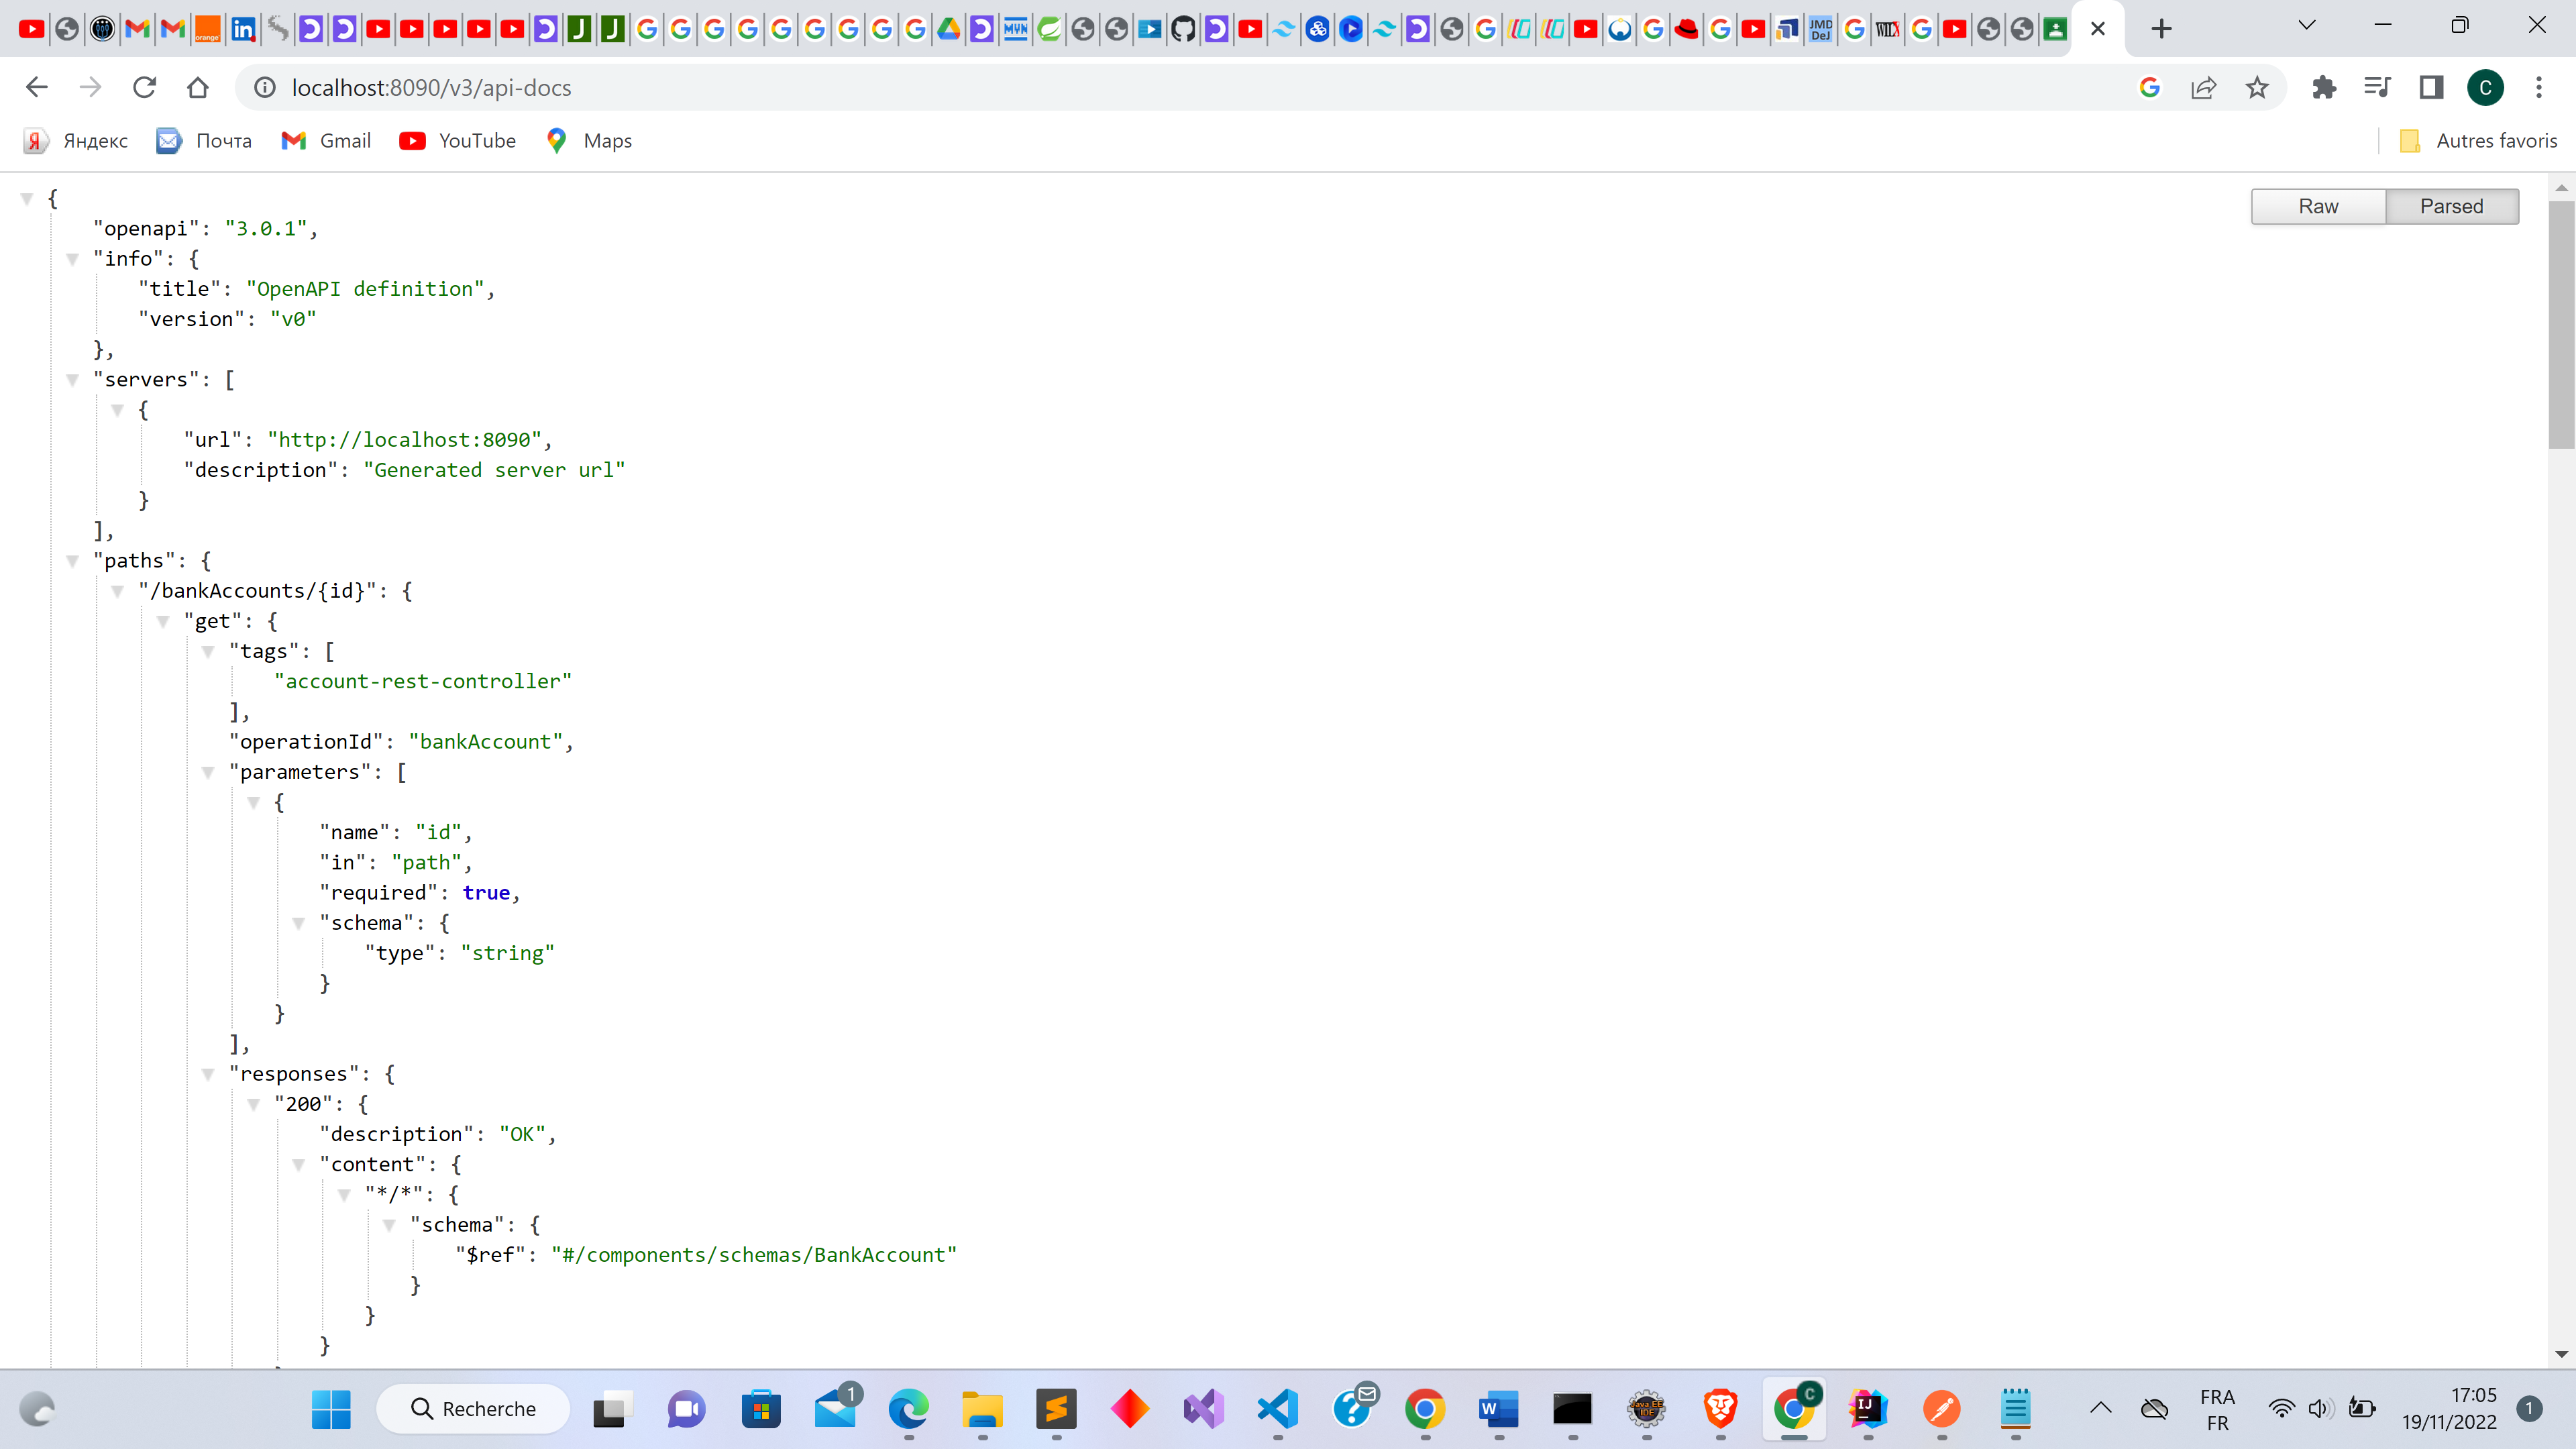 localhost:8090/v3/api-docs
Яндекс Почта Gmail YouTube Maps Autres favoris
Raw Parsed
{
"openapi": "3.0.1",
"info": {
"title": "OpenAPI definition",
"version": "v0"
},
"servers": [
{
"url": "http://localhost:8090",
"description": "Generated server url"
}
],
"paths": {
"/bankAccounts/{id}": {
"get": {
"tags": [
"account-rest-controller"
],
"operationId": "bankAccount",
"parameters": [
{
"name": "id",
"in": "path",
"required": true,
"schema": {
"type": "string"
}
}
],
"responses": {
"200": {
"description": "OK",
"content": {
"*/*": {
"schema": {
"$ref": "#/components/schemas/BankAccount"
}
}
}
Recherche
1
FRA
FR
17:05
19/11/2022
1